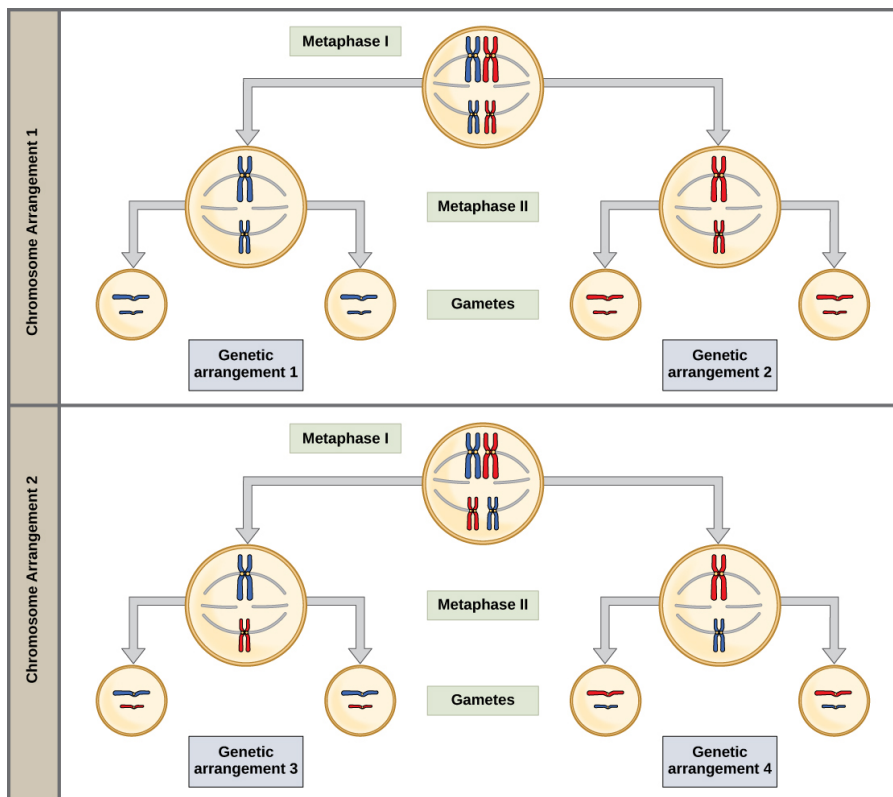 Chromosome Arrangement 1
Metaphase I
Metaphase II
Gametes
Genetic
arrangement 1
Genetic
arrangement 2
Chromosome Arrangement 2
Metaphase I
Metaphase II
Gametes
Genetic
arrangement 3
Genetic
arrangement 4